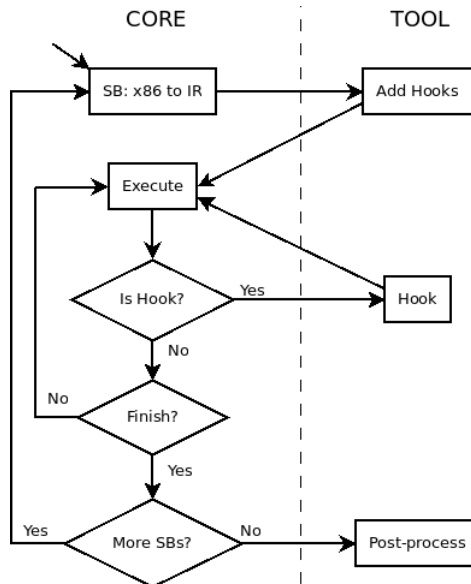 CORE
TOOL
SB: x86 to IR
Add Hooks
Execute
Is Hook?
Yes
Hook
No
No
Finish?
Yes
Yes
More SBs?
No
Post-process